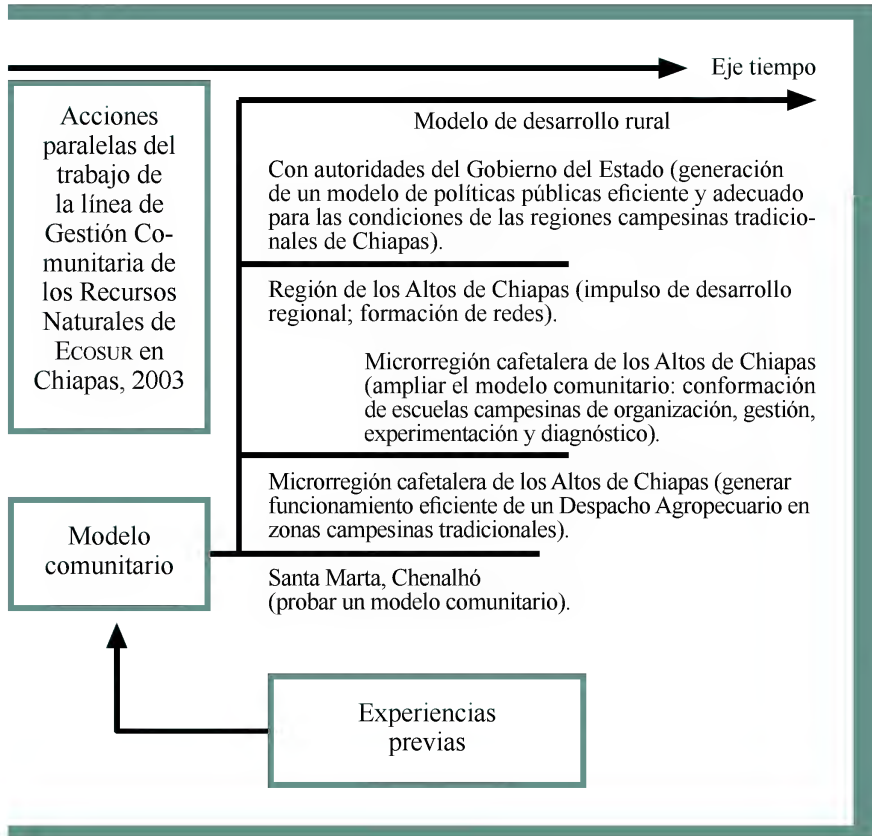 Eje tiempo
Acciones
paralelas del
trabajo de
la línea de
Gestión Co-
munitaria de
los Recursos
Naturales de
ECOSUR en
Chiapas, 2003
Modelo de desarrollo rural
Con autoridades del Gobierno del Estado (generación
de un modelo de políticas públicas eficiente y adecuado
para las condiciones de las regiones campesinas tradicio-
nales de Chiapas).
Región de los Altos de Chiapas (impulso de desarrollo
regional; formación de redes).
Microrregión cafetalera de los Altos de Chiapas
(ampliar el modelo comunitario: conformación
de escuelas campesinas de organización, gestión,
experimentación y diagnóstico).
Microrregión cafetalera de los Altos de Chiapas (generar
funcionamiento eficiente de un Despacho Agropecuario en
zonas campesinas tradicionales).
Modelo
comunitario
Santa Marta, Chenalhó
(probar un modelo comunitario).
Experiencias
previas